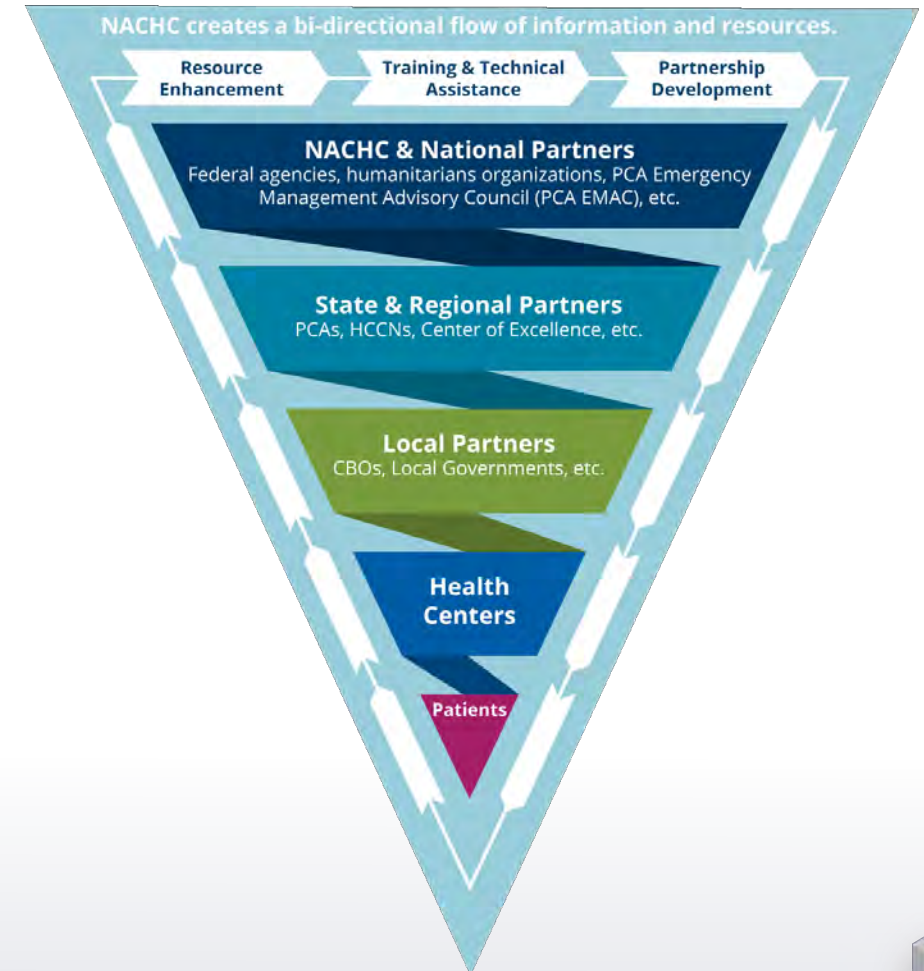 NACHC creates a bi-directional flow of information and resources.
Resource
Enhancement
Training & Technical
Assistance
Partnership
Development
NACHC & National Partners
Federal agencies, humanitarians organizations, PCA Emergency
Management Advisory Council (PCA EMAC), etc.
State & Regional Partners
PCAs, HCCNs, Center of Excellence, etc.
Local Partners
CBOs, Local Governments, etc.
Health
Centers
Patients